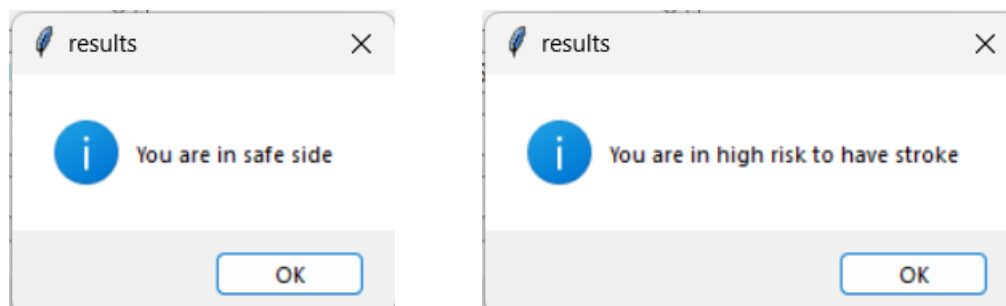 results
You are in safe side
OK
results
You are in high risk to have stroke
OK